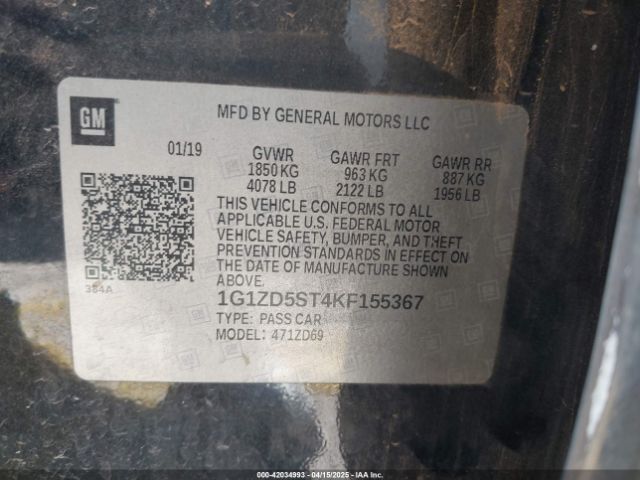 GM
MFD BY GENERAL MOTORS LLC
01/19 GVWR GAWR FRT GAWR RR
1850 KG 963 KG 887 KG
4078 LB 2122 LB 1956 LB
THIS VEHICLE CONFORMS TO ALL
APPLICABLE U.S. FEDERAL MOTOR
VEHICLE SAFETY, BUMPER, AND THEFT
PREVENTION STANDARDS IN EFFECT ON
THE DATE OF MANUFACTURE SHOWN
ABOVE.
384A
1G1ZD5ST4KF155367
TYPE: PASS CAR
MODEL: 471ZD69
000-42034993 - 04/15/2025 - IAAI.COM